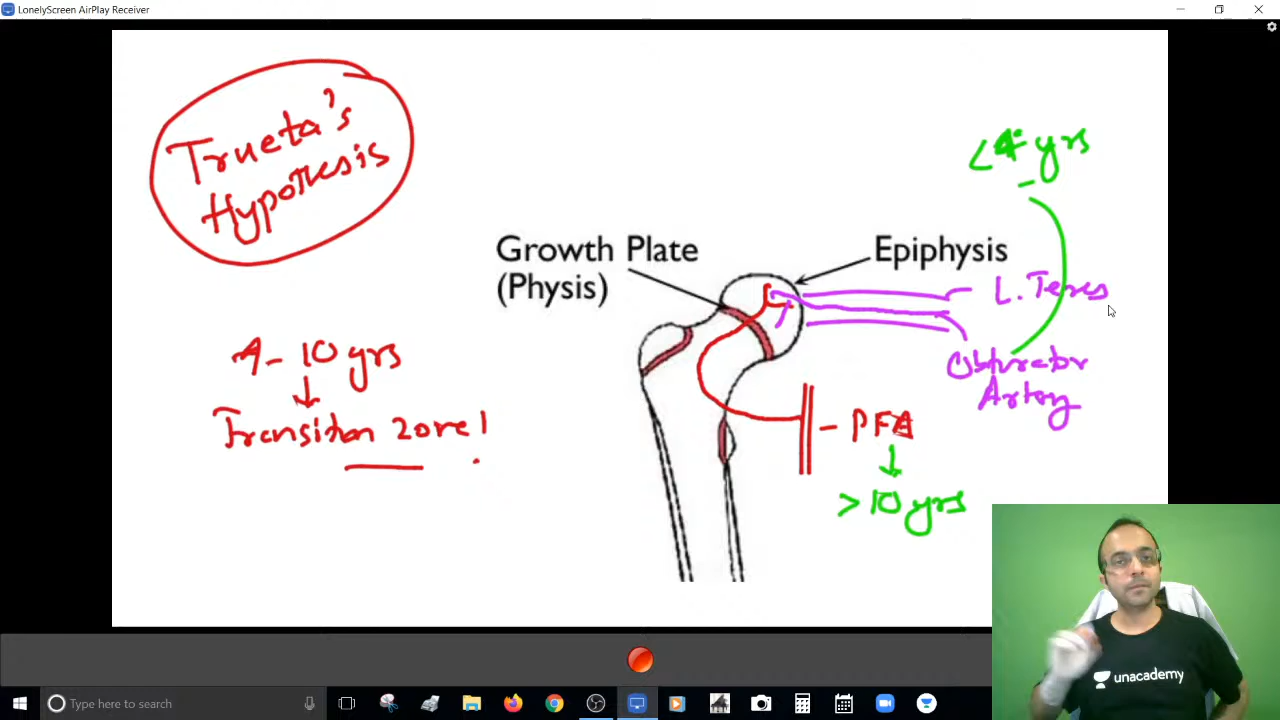 LonelyScreen AirPlay Receiver
Trueta's
Hypothesis
<4 yrs
Growth Plate
(Physis)
Epiphysis
L. Teres
Obturator
Artery
4-10 yrs
Transition zone!
- PFA
>10 yrs
unacademy
Type here to search